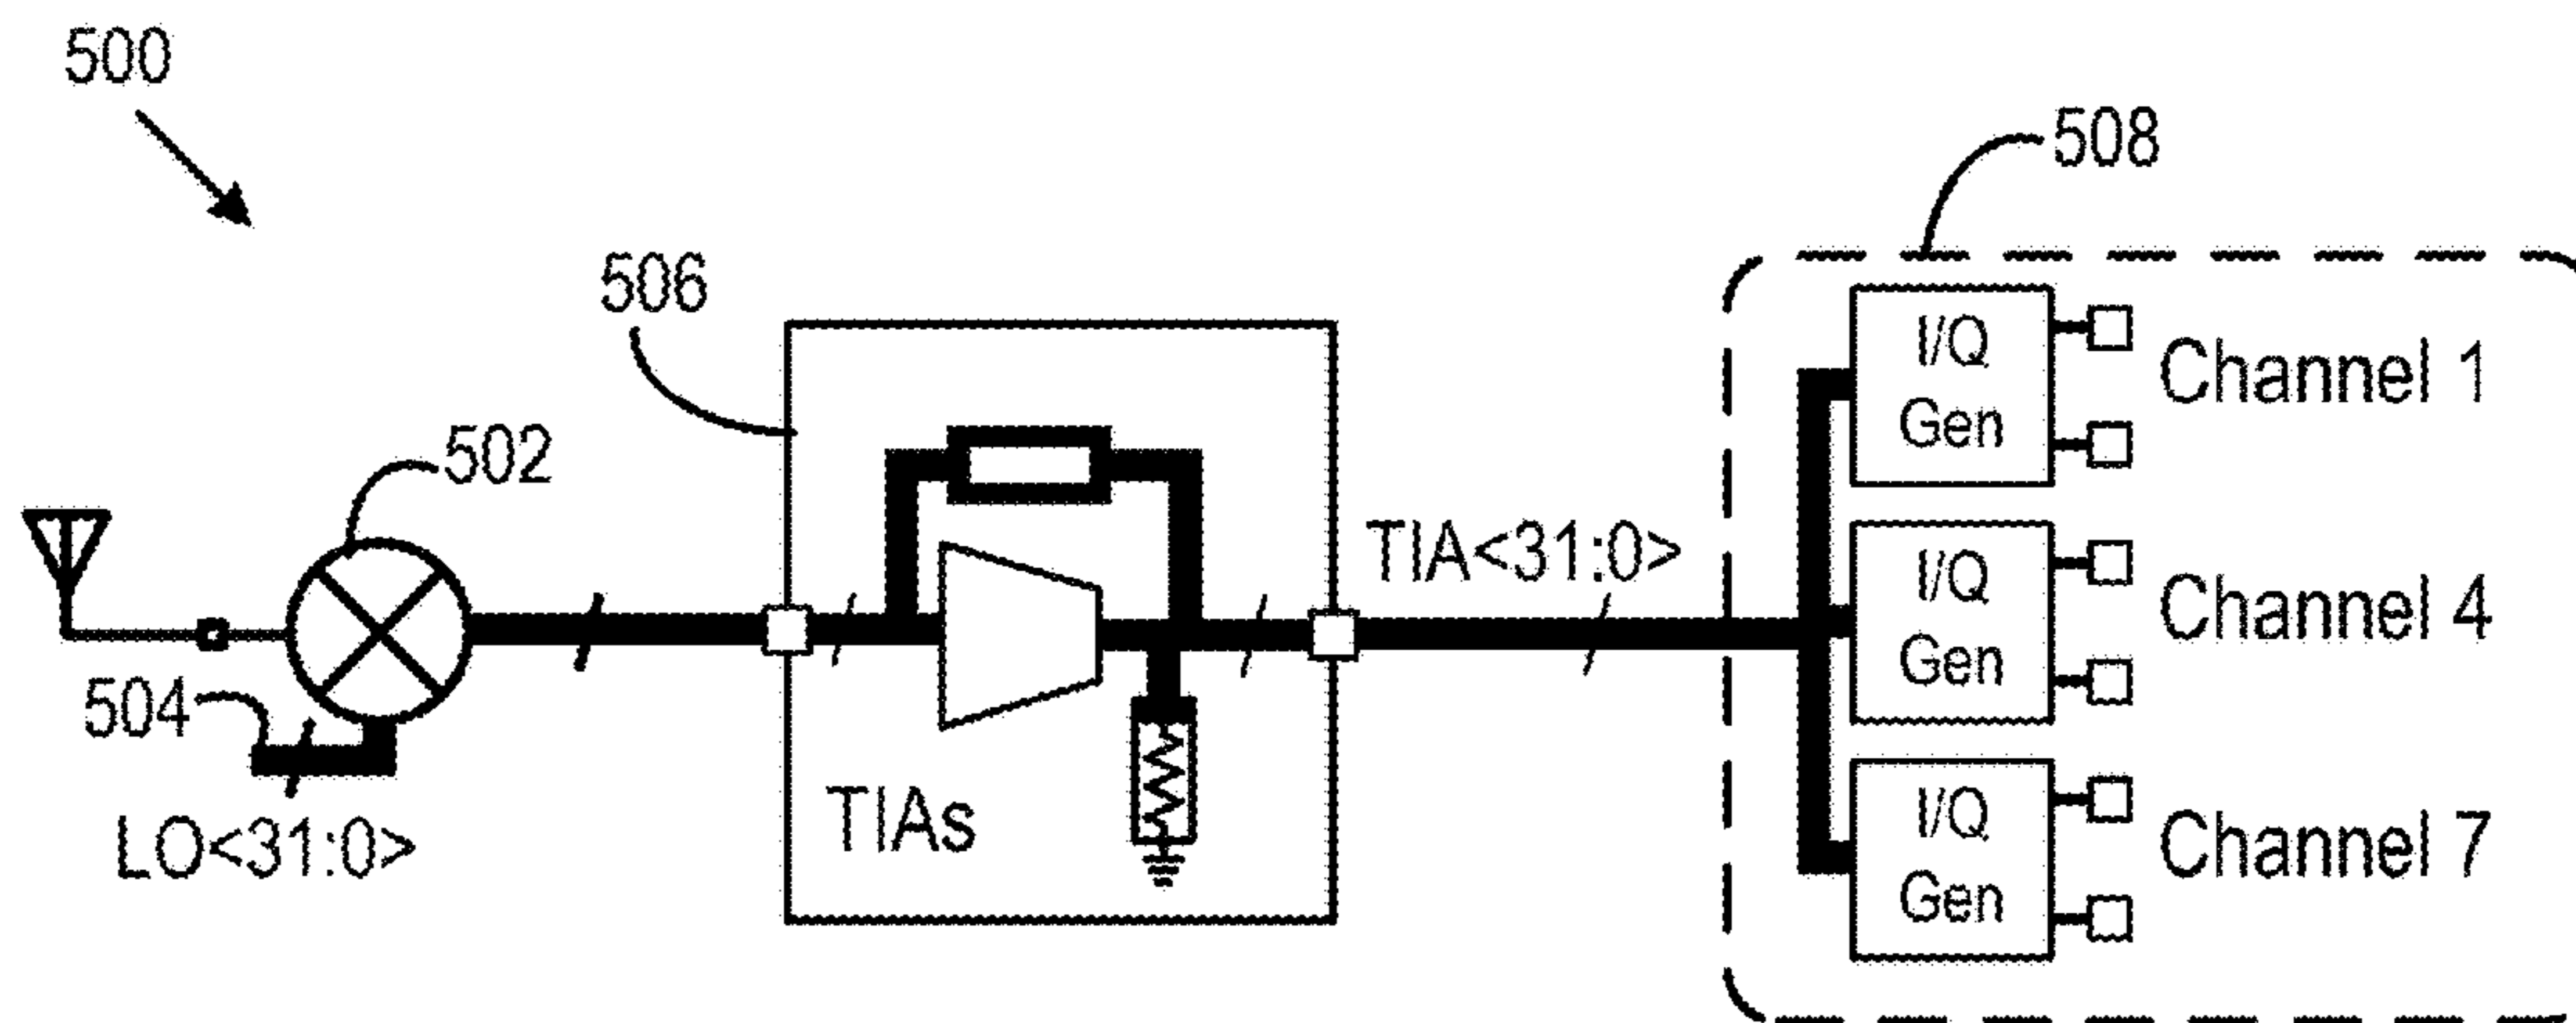 500
508
506
502
I/Q
Gen
Channel 1
TIA<31:0>
I/Q
Gen
Channel 4
504
LO<31:0>
TIAs
I/Q
Gen
Channel 7